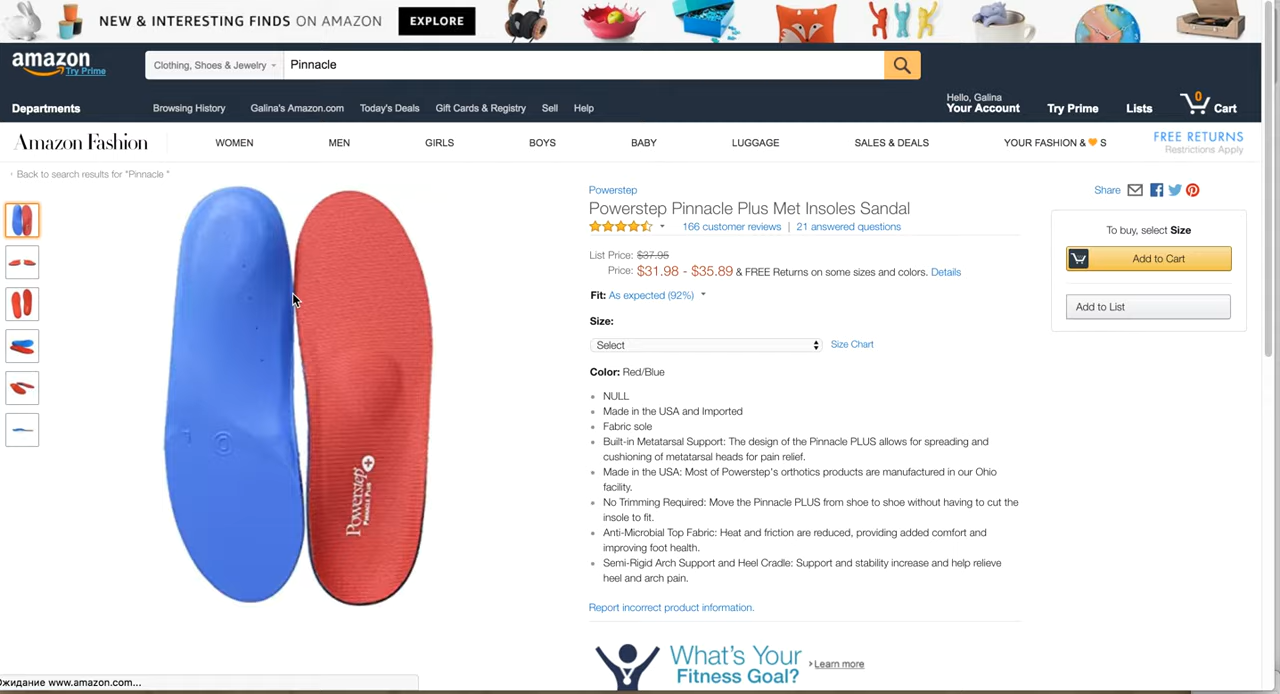 NEW & INTERESTING FINDS ON AMAZON EXPLORE
amazon
Try Prime
Clothing, Shoes & Jewelry
Pinnacle
Departments
Browsing History Galina's Amazon.com Today's Deals Gift Cards & Registry Sell Help
Hello, Galina
Your Account
Try Prime
Lists
0
Cart
Amazon Fashion
WOMEN MEN GIRLS BOYS BABY LUGGAGE SALES & DEALS YOUR FASHION & 🧡 S
FREE RETURNS
Restrictions Apply
‹ Back to search results for "Pinnacle "
Powerstep
PINNACLE PLUS
Powerstep
Powerstep Pinnacle Plus Met Insoles Sandal
166 customer reviews | 21 answered questions
List Price: $37.95
Price: $31.98 - $35.89 & FREE Returns on some sizes and colors. Details
Fit: As expected (92%)
Size:
Select
Size Chart
Color: Red/Blue
NULL
Made in the USA and Imported
Fabric sole
Built-in Metatarsal Support: The design of the Pinnacle PLUS allows for spreading and
cushioning of metatarsal heads for pain relief.
Made in the USA: Most of Powerstep's orthotics products are manufactured in our Ohio
facility.
No Trimming Required: Move the Pinnacle PLUS from shoe to shoe without having to cut the
insole to fit.
Anti-Microbial Top Fabric: Heat and friction are reduced, providing added comfort and
improving foot health.
Semi-Rigid Arch Support and Heel Cradle: Support and stability increase and help relieve
heel and arch pain.
Report incorrect product information.
What's Your
Fitness Goal?
›Learn more
Share
To buy, select Size
Add to Cart
Add to List
Ожидание www.amazon.com...